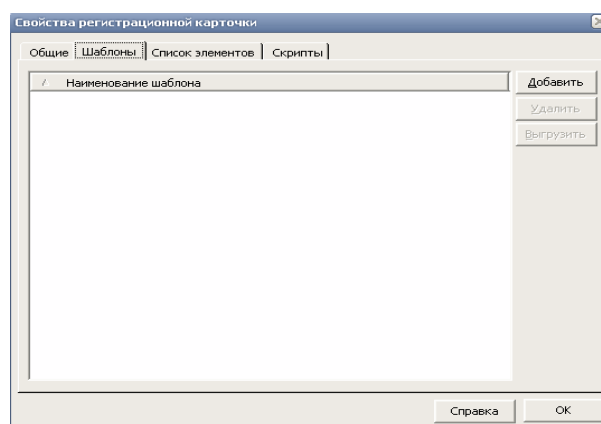 Свойства регистрационной карточки
Общие Шаблоны Список элементов Скрипты
Наименование шаблона
Добавить
Удалить
Выгрузить
Справка OK